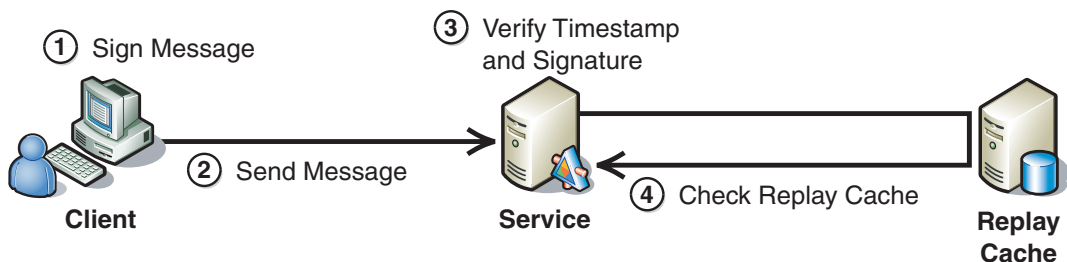 1 Sign Message
2 Send Message
3 Verify Timestamp
and Signature
4 Check Replay Cache
Client
Service
Replay
Cache